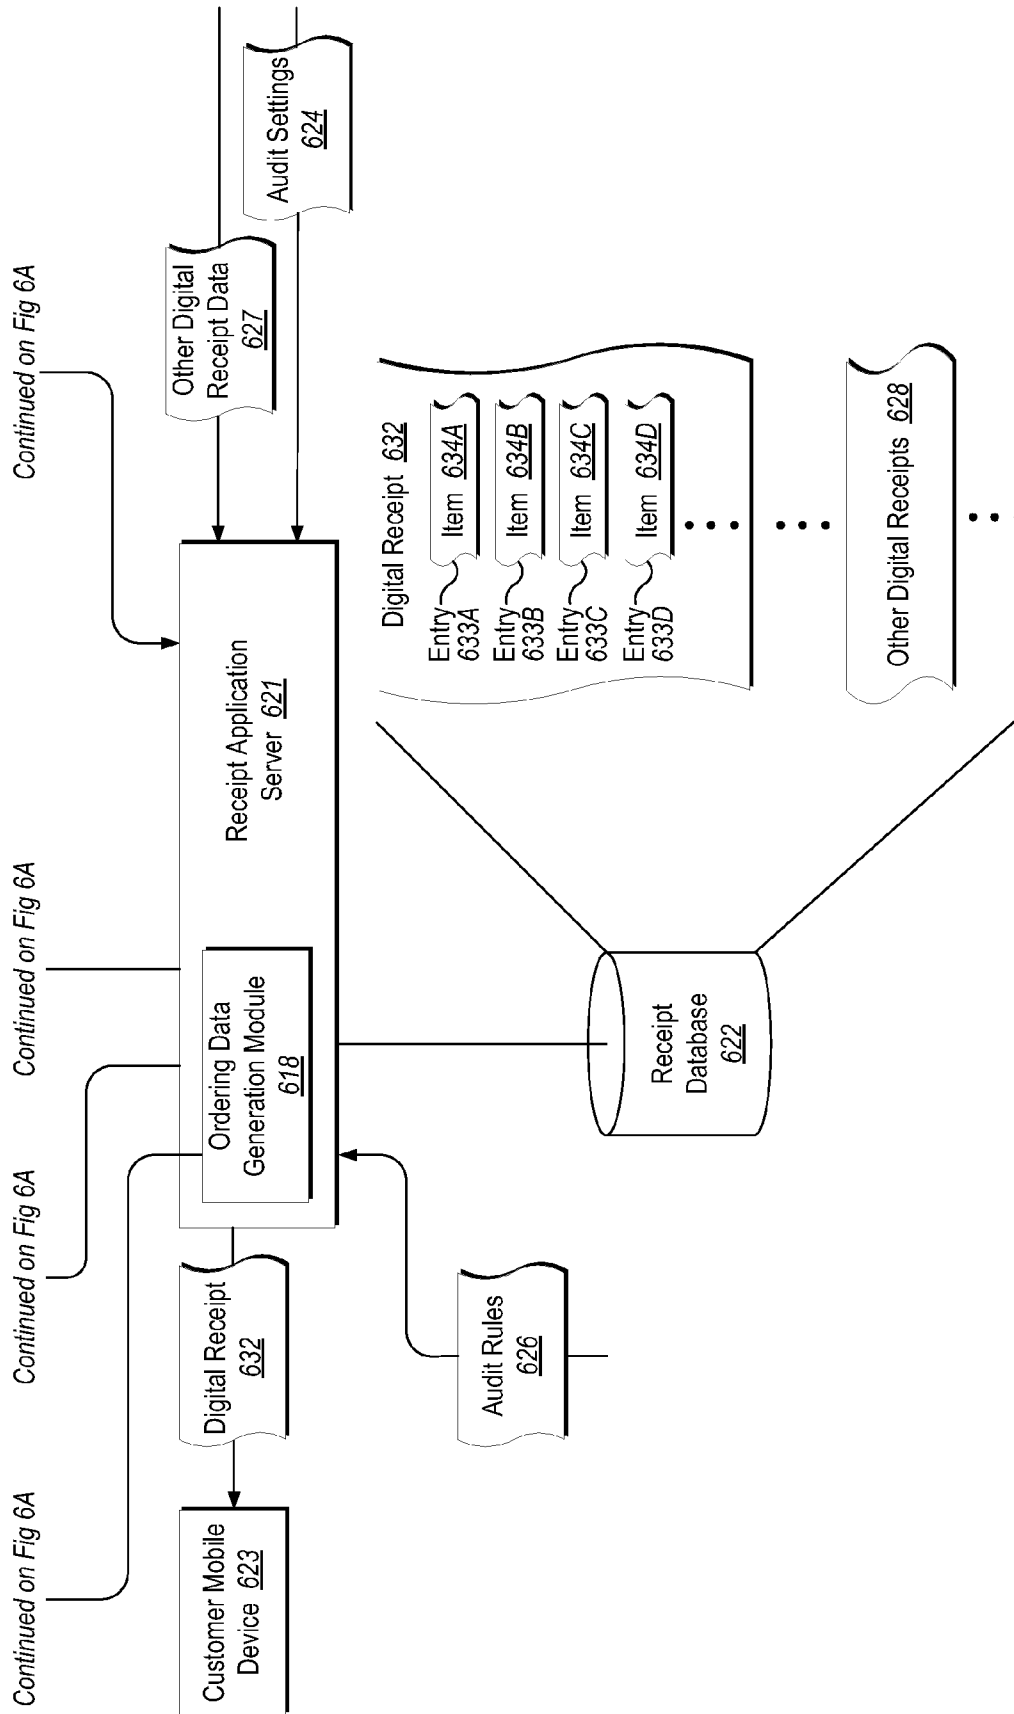 Continued on Fig 6A
Continued on Fig 6A
Continued on Fig 6A
Continued on Fig 6A
Customer Mobile
Device 623
Digital Receipt
632
Ordering Data
Generation Module
618
Receipt Application
Server 621
Other Digital
Receipt Data
627
Audit Settings
624
Audit Rules
626
Receipt
Database
622
Digital Receipt 632
Entry
633A
Item 634A
Entry
633B
Item 634B
Entry
633C
Item 634C
Entry
633D
Item 634D
Other Digital Receipts 628